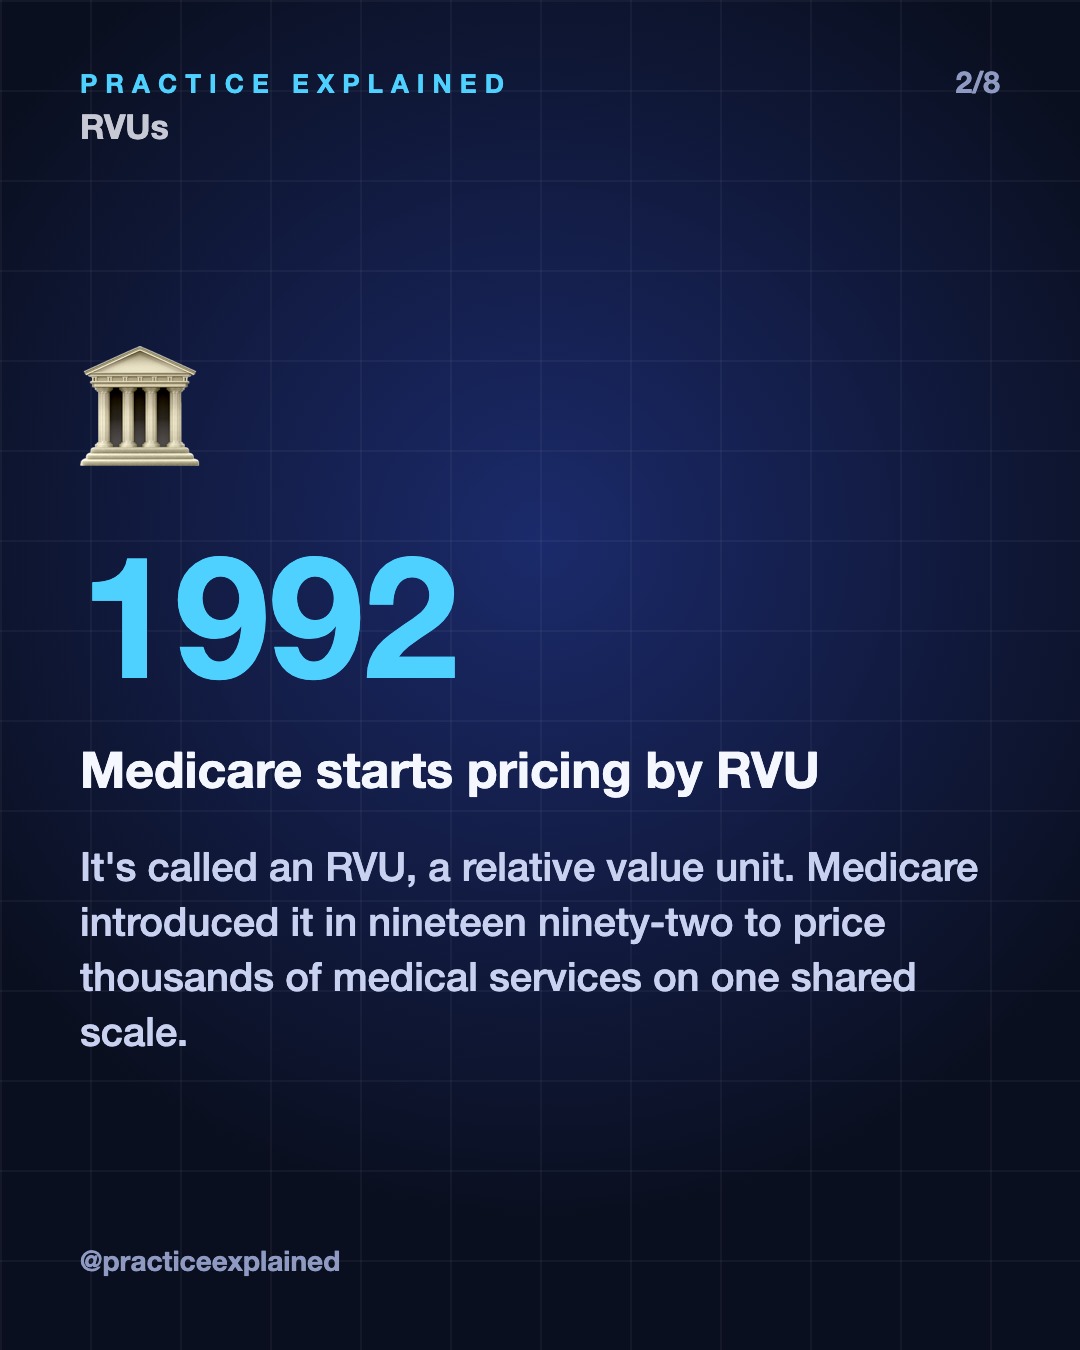 PRACTICE EXPLAINED
2/8
RVUs
1992
Medicare starts pricing by RVU
It's called an RVU, a relative value unit. Medicare
introduced it in nineteen ninety-two to price
thousands of medical services on one shared
scale.
@practiceexplained